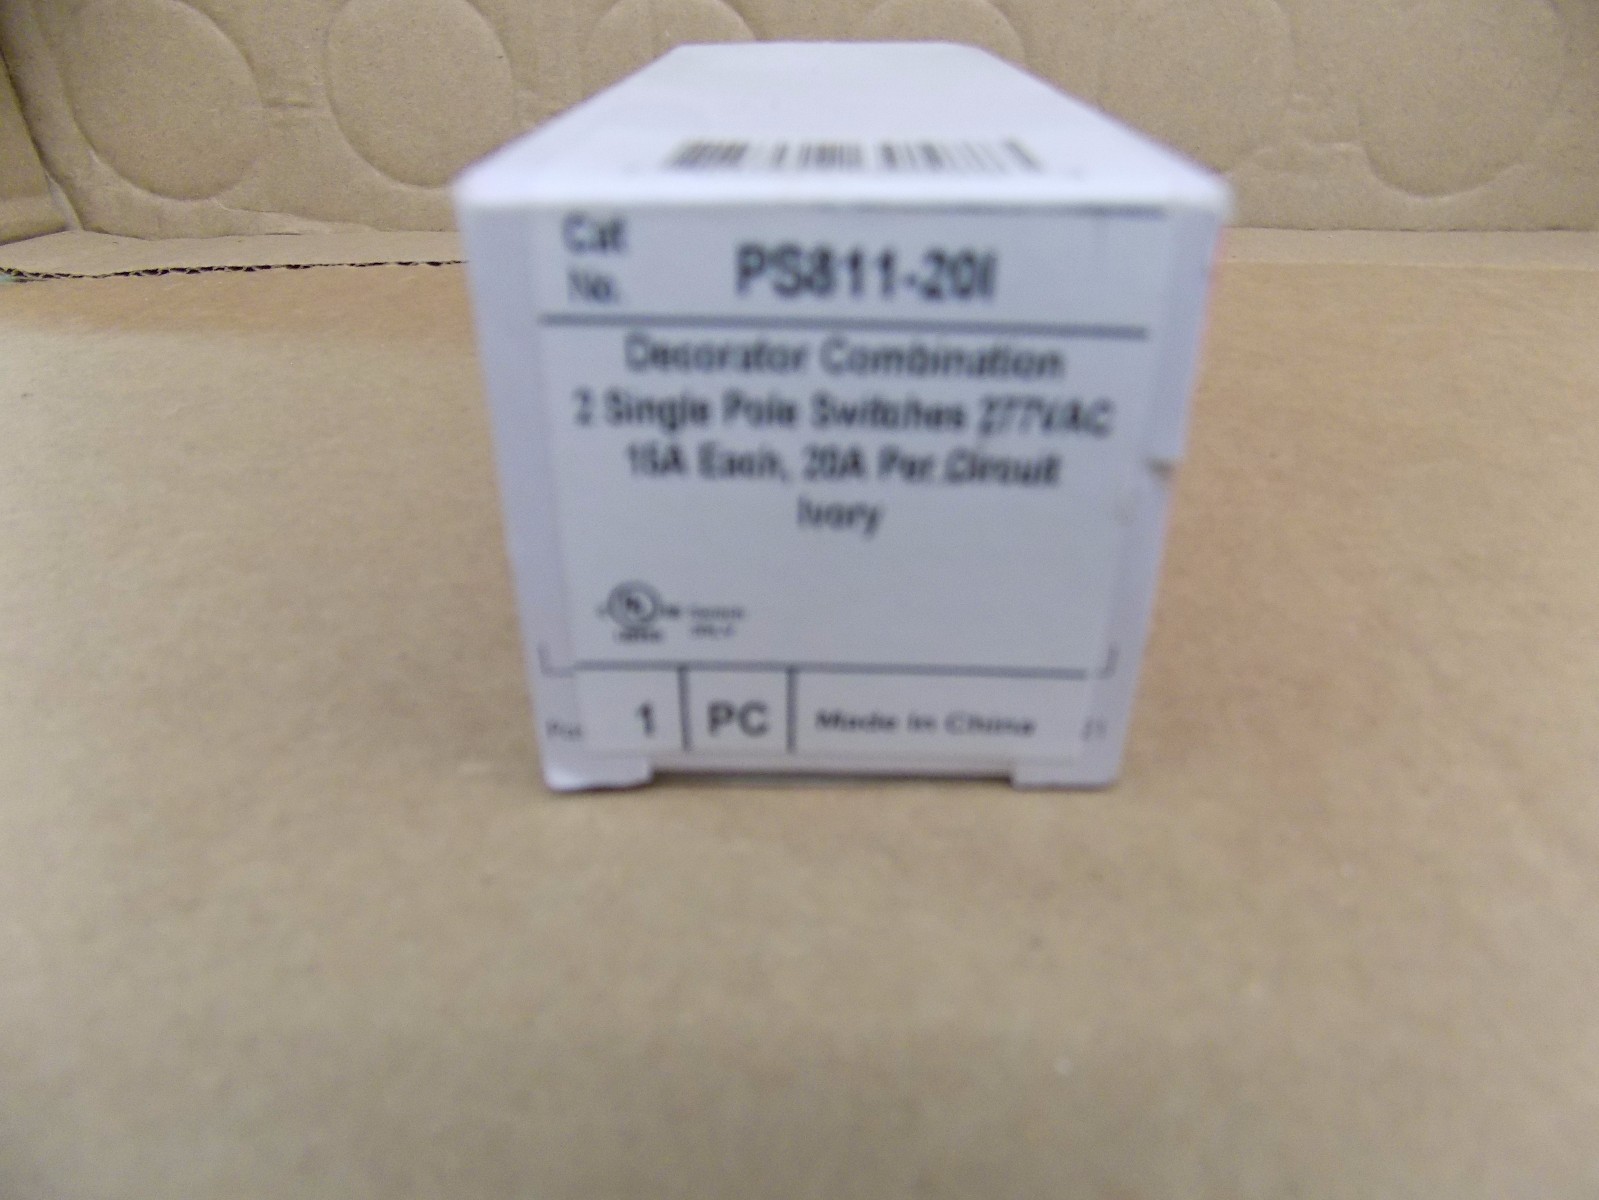 Cat
No.
PS811-20I
Decorator Combination
2 Single Pole Switches 277VAC
15A Each, 20A Per Circuit
Ivory
UL
1
PC
Made in China